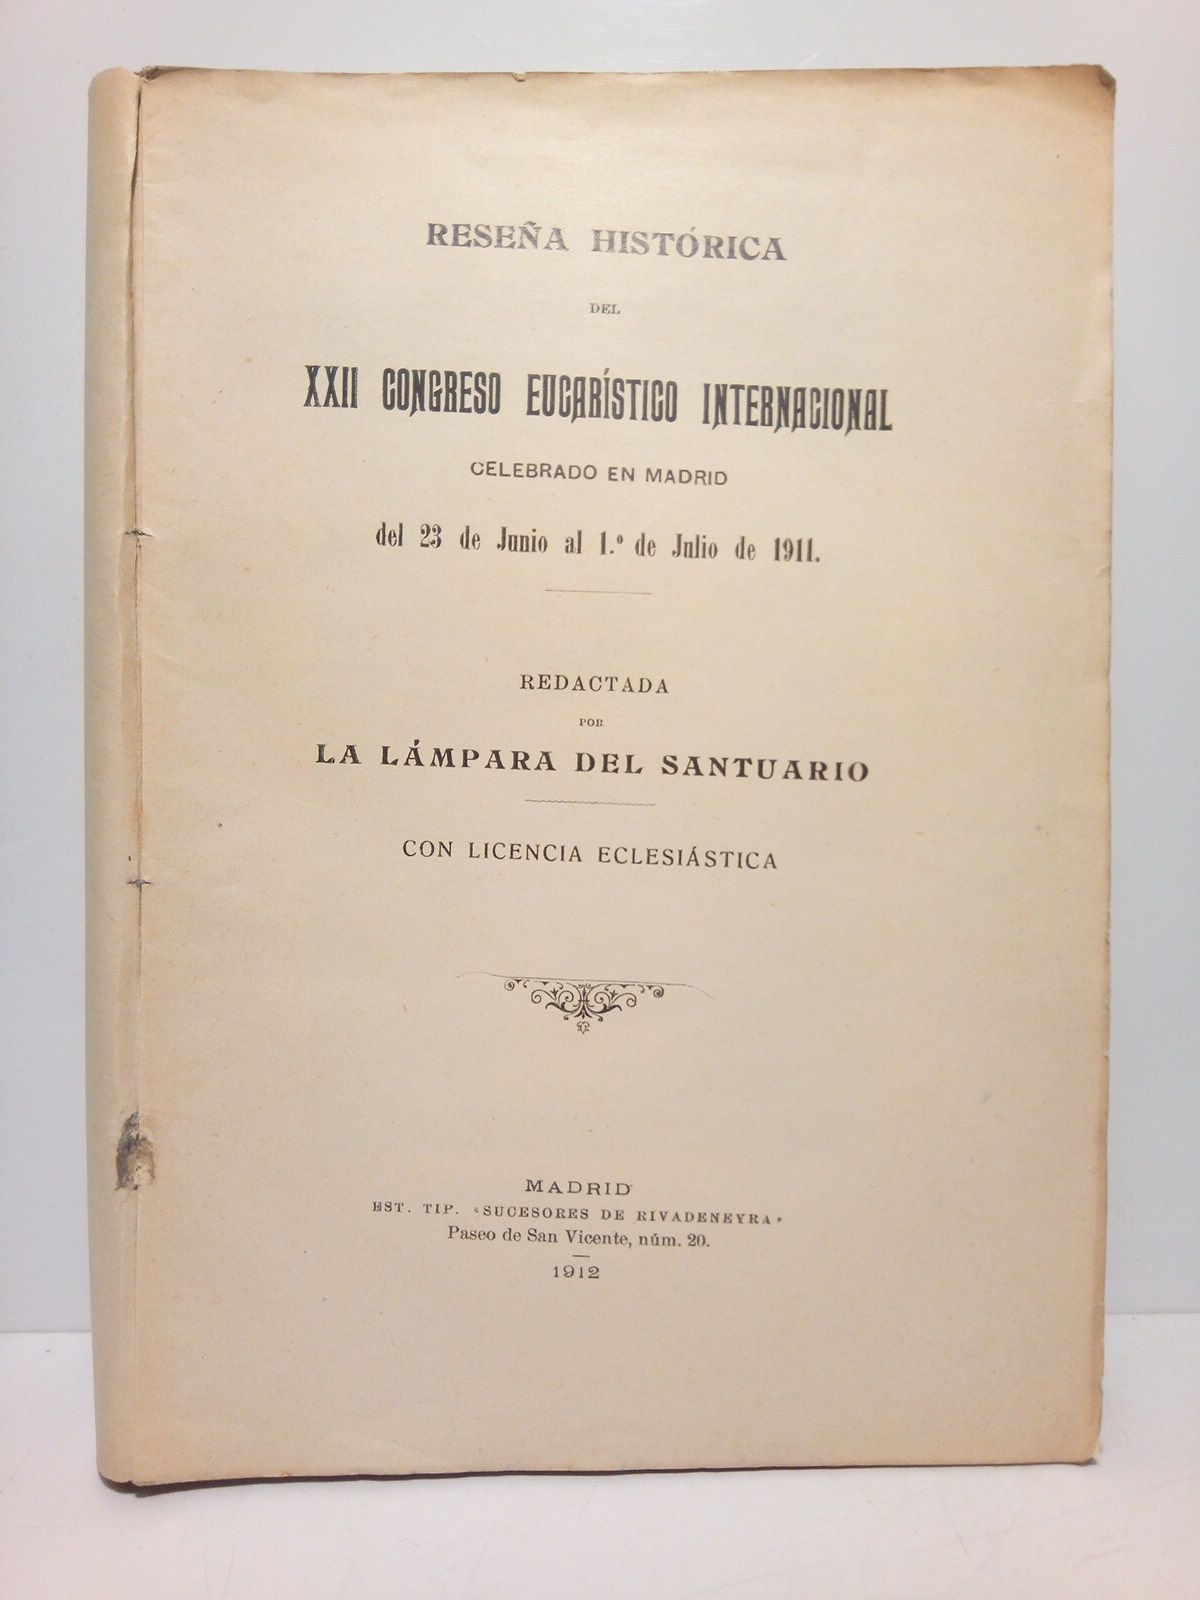 RESEÑA HISTÓRICA
DEL
XXII CONGRESO EUCARÍSTICO INTERNACIONAL
CELEBRADO EN MADRID
del 23 de Junio al 1.º de Julio de 1911.
REDACTADA
POR
LA LÁMPARA DEL SANTUARIO
CON LICENCIA ECLESIÁSTICA
MADRID
EST. TIP. «SUCESORES DE RIVADENEYRA»
Paseo de San Vicente, núm. 20.
1912